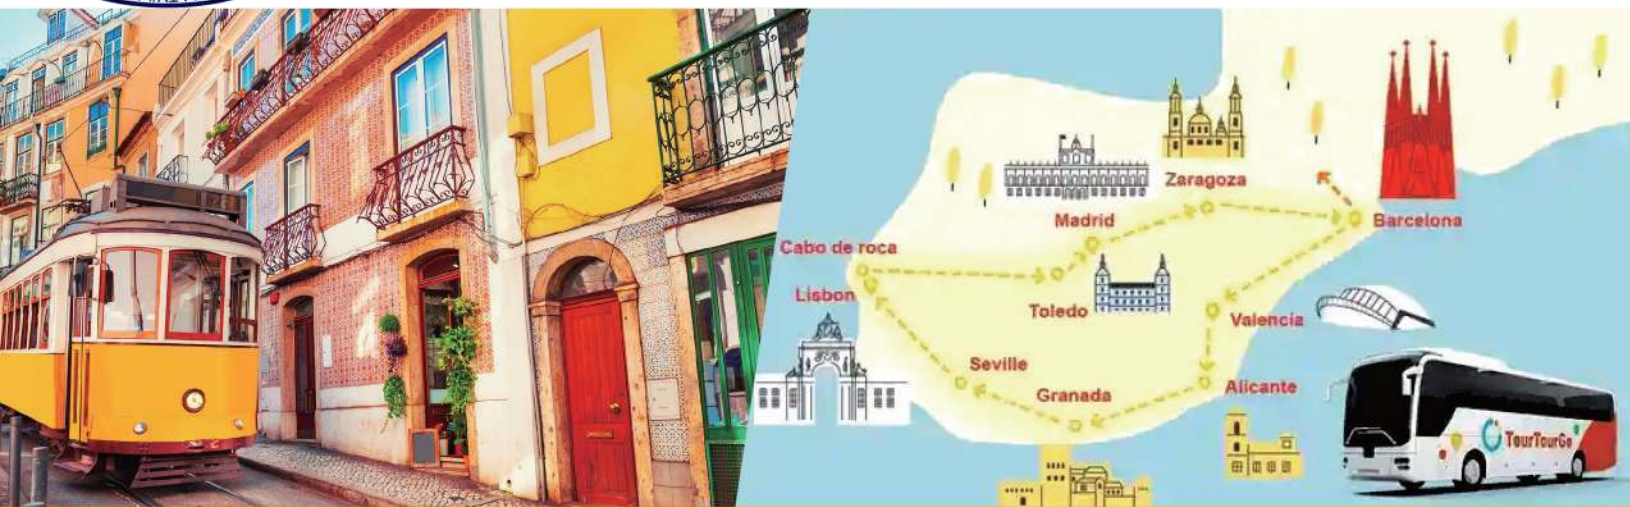 Zaragoza
Madrid
Barcelona
Cabo de roca
Lisbon
Toledo
Valencia
Seville
Granada
Alicante
TourTourGo